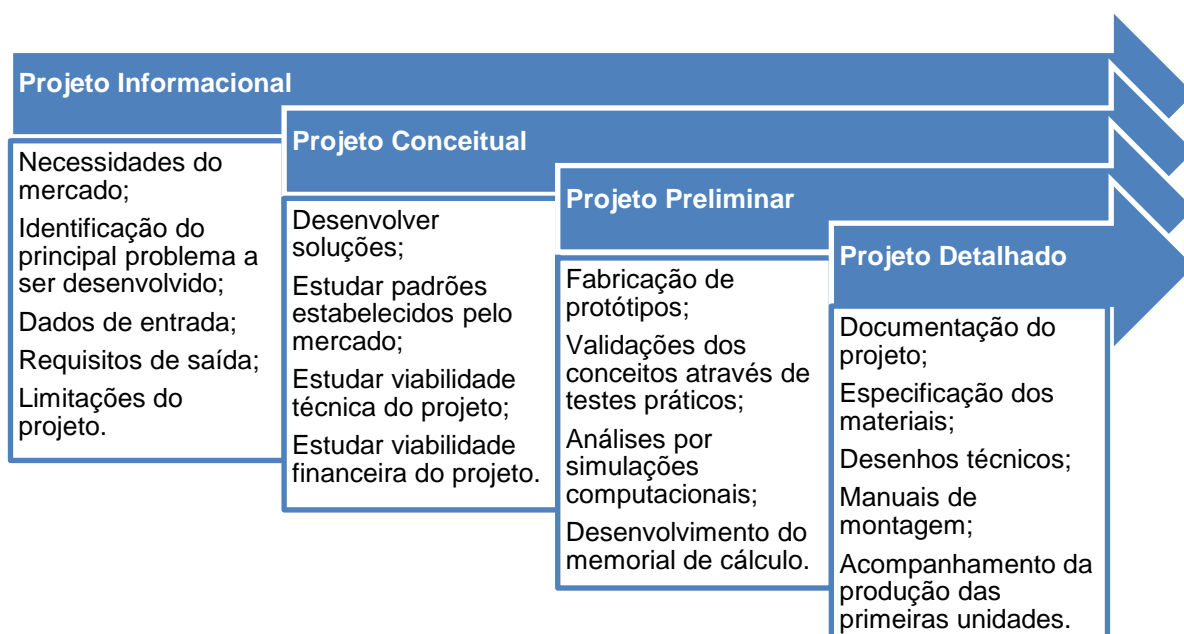 Projeto Informacional
Necessidades do
mercado;
Identificação do
principal problema a
ser desenvolvido;
Dados de entrada;
Requisitos de saída;
Limitações do
projeto.
Projeto Conceitual
Desenvolver
soluções;
Estudar padrões
estabelecidos pelo
mercado;
Estudar viabilidade
técnica do projeto;
Estudar viabilidade
financeira do projeto.
Projeto Preliminar
Fabricação de
protótipos;
Validações dos
conceitos através de
testes práticos;
Análises por
simulações
computacionais;
Desenvolvimento do
memorial de cálculo.
Projeto Detalhado
Documentação do
projeto;
Especificação dos
materiais;
Desenhos técnicos;
Manuais de
montagem;
Acompanhamento da
produção das
primeiras unidades.